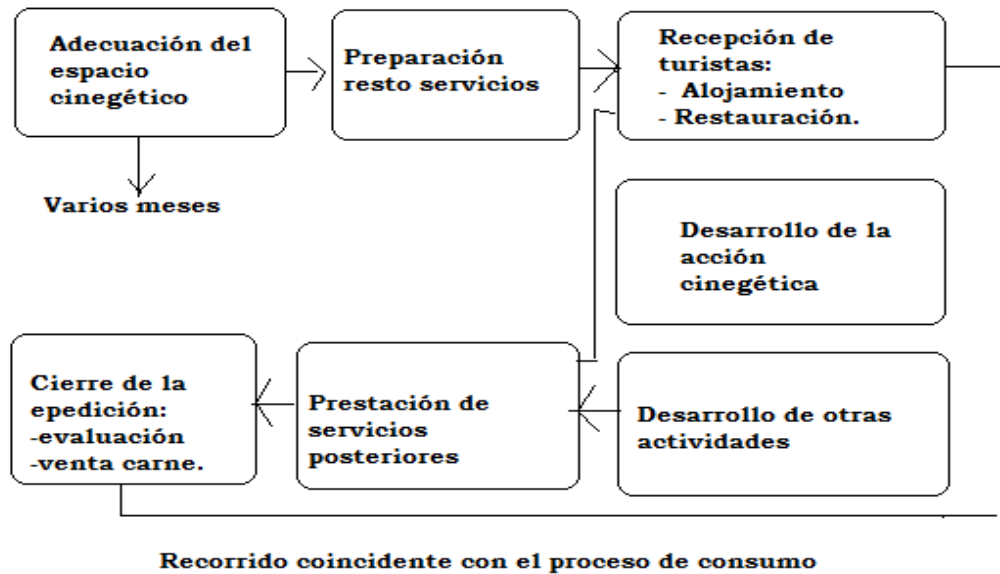 Adecuación del
espacio
cinegético
Preparación
resto servicios
Recepción de
turistas:
- Alojamiento
- Restauración.
Varios meses
Desarrollo de la
acción
cinegética
Cierre de la
epedición:
-evaluación
-venta carne.
Prestación de
servicios
posteriores
Desarrollo de otras
actividades
Recorrido coincidente con el proceso de consumo